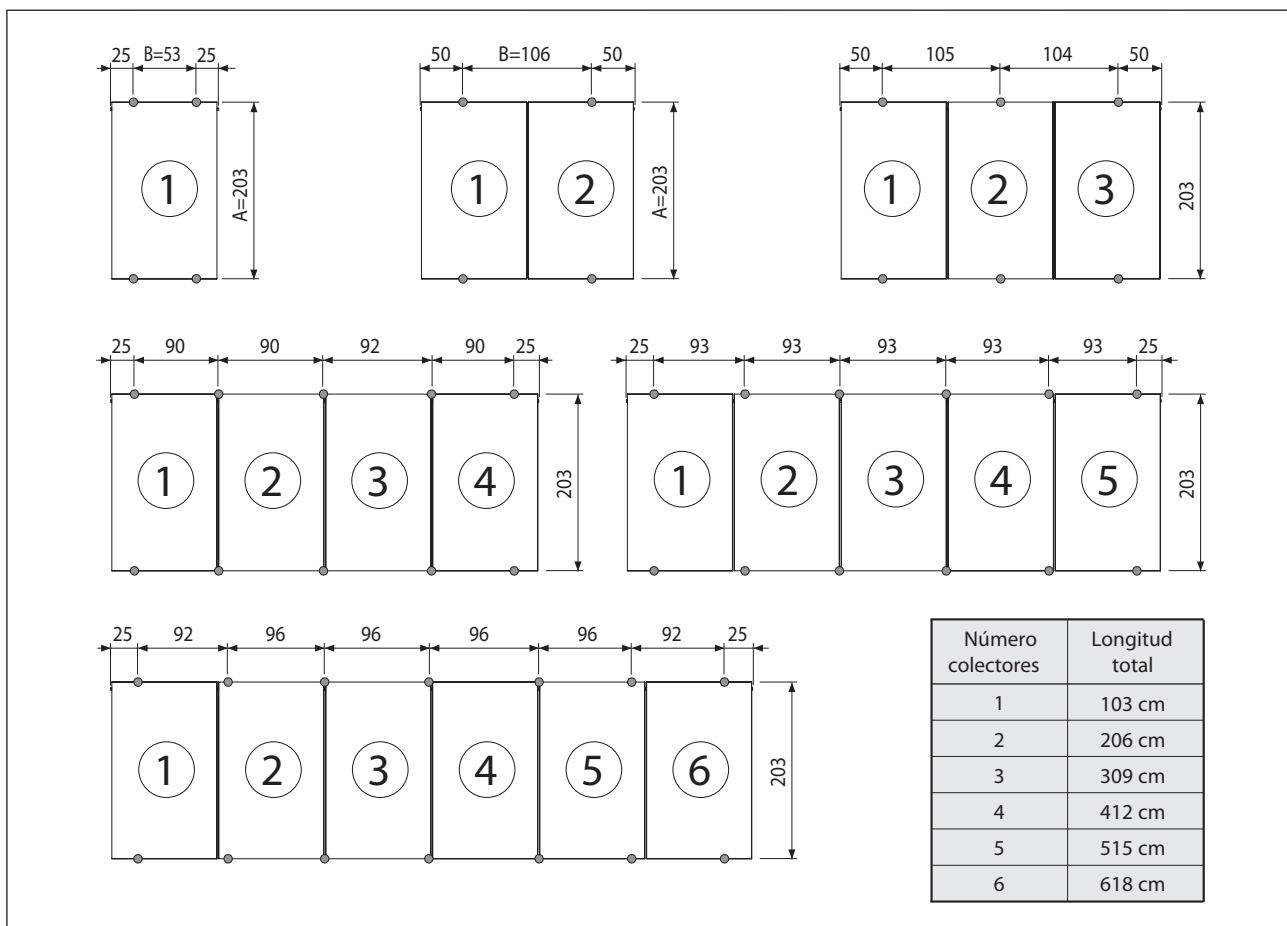 25 B=53 25
1
A=203
50 B=106 50
1 2
A=203
50 105 104 50
1 2 3
203
25 90 90 92 90 25
1 2 3 4
203
25 93 93 93 93 93 25
1 2 3 4 5
203
25 92 96 96 96 96 92 25
1 2 3 4 5 6
203
Número colectores
Longitud total
1 103 cm
2 206 cm
3 309 cm
4 412 cm
5 515 cm
6 618 cm